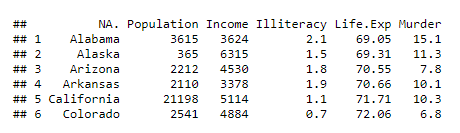 ##          NA. Population Income Illiteracy Life.Exp Murder
## 1    Alabama       3615   3624        2.1    69.05   15.1
## 2     Alaska        365   6315        1.5    69.31   11.3
## 3    Arizona       2212   4530        1.8    70.55    7.8
## 4   Arkansas       2110   3378        1.9    70.66   10.1
## 5 California      21198   5114        1.1    71.71   10.3
## 6   Colorado       2541   4884        0.7    72.06    6.8